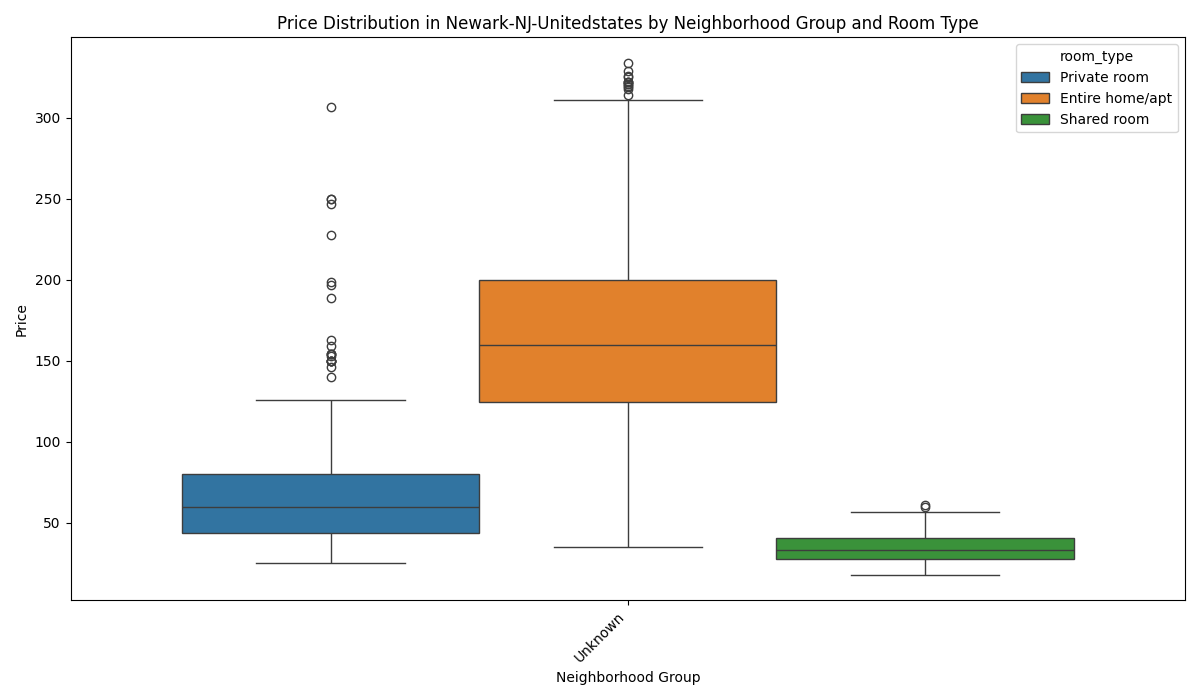 Price Distribution in Newark-NJ-Unitedstates by Neighborhood Group and Room Type
room_type
Private room
Entire home/apt
Shared room
300
250
200
150
100
50
Price
Unknown
Neighborhood Group